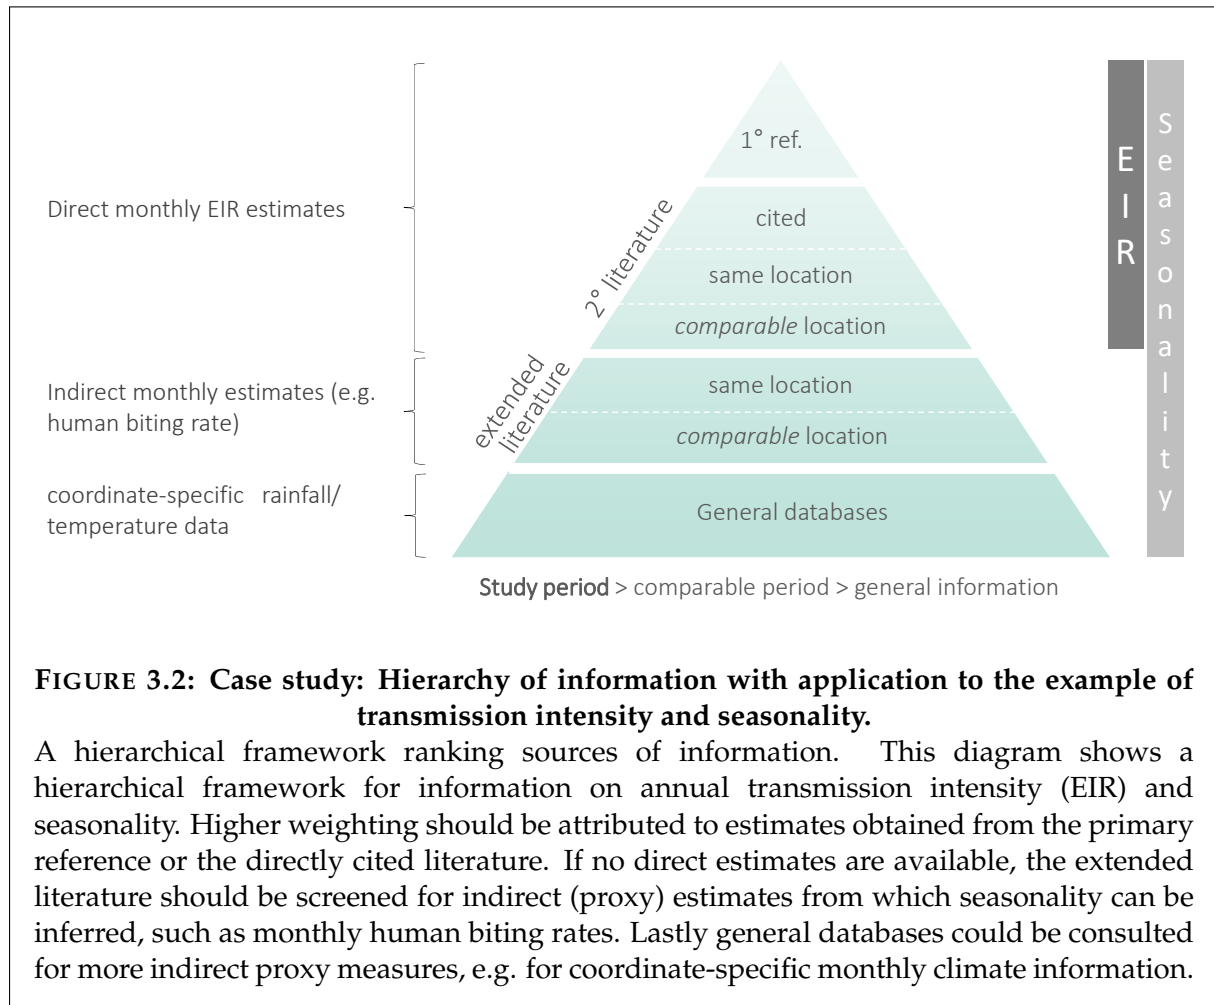 1° ref.
Direct monthly EIR estimates
2° literature
cited
same location
comparable location
Indirect monthly estimates (e.g.
human biting rate)
extended
literature
same location
comparable location
coordinate-specific rainfall/
temperature data
General databases
EIR
Seasonality
Study period > comparable period > general information
FIGURE 3.2: Case study: Hierarchy of information with application to the example of
transmission intensity and seasonality.
A hierarchical framework ranking sources of information. This diagram shows a
hierarchical framework for information on annual transmission intensity (EIR) and
seasonality. Higher weighting should be attributed to estimates obtained from the primary
reference or the directly cited literature. If no direct estimates are available, the extended
literature should be screened for indirect (proxy) estimates from which seasonality can be
inferred, such as monthly human biting rates. Lastly general databases could be consulted
for more indirect proxy measures, e.g. for coordinate-specific monthly climate information.